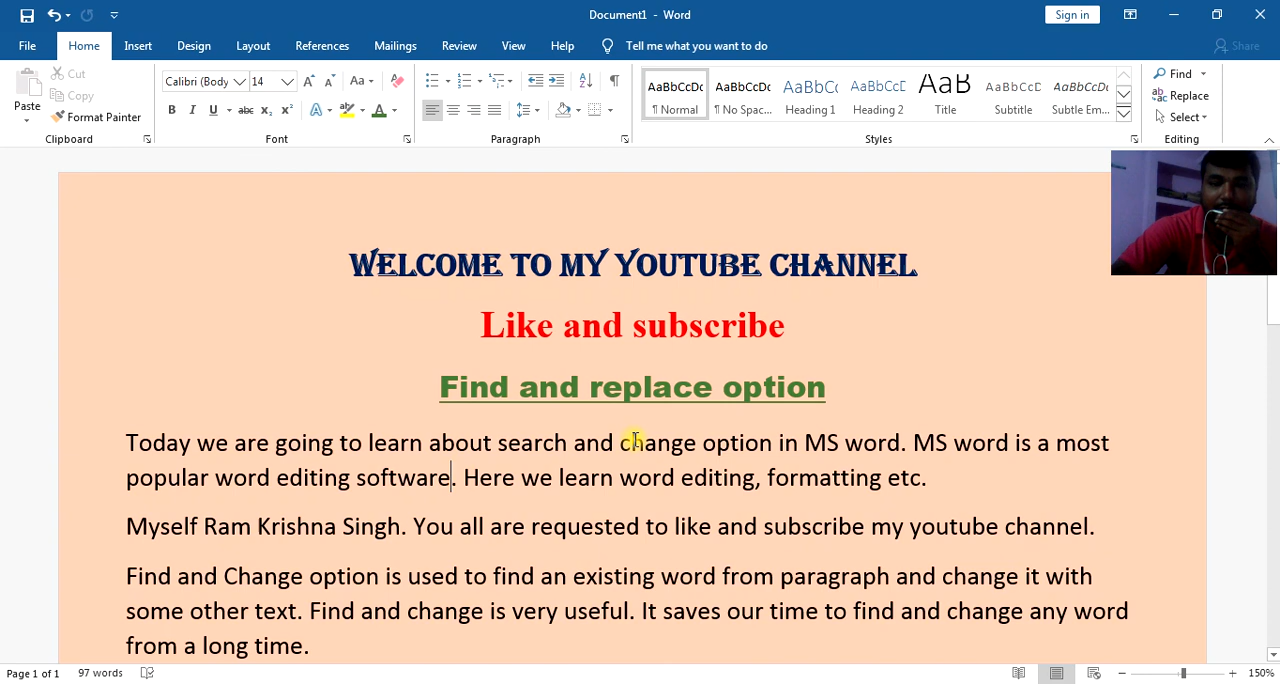 Document1 - Word
Sign in
File Home Insert Design Layout References Mailings Review View Help Tell me what you want to do Share
Paste
Cut
Copy
Format Painter
Clipboard
Calibri (Body 14
Font
Paragraph
AaBbCcDc AaBbCcDc AaBbCc AaBbCcD AaB AaBbCcD AaBbCcDc
¶ Normal ¶ No Spac... Heading 1 Heading 2 Title Subtitle Subtle Em...
Styles
Find
Replace
Select
Editing
WELCOME TO MY YOUTUBE CHANNEL
Like and subscribe
Find and replace option
Today we are going to learn about search and change option in MS word. MS word is a most
popular word editing software. Here we learn word editing, formatting etc.
Myself Ram Krishna Singh. You all are requested to like and subscribe my youtube channel.
Find and Change option is used to find an existing word from paragraph and change it with
some other text. Find and change is very useful. It saves our time to find and change any word
from a long time.
Page 1 of 1 97 words 150%